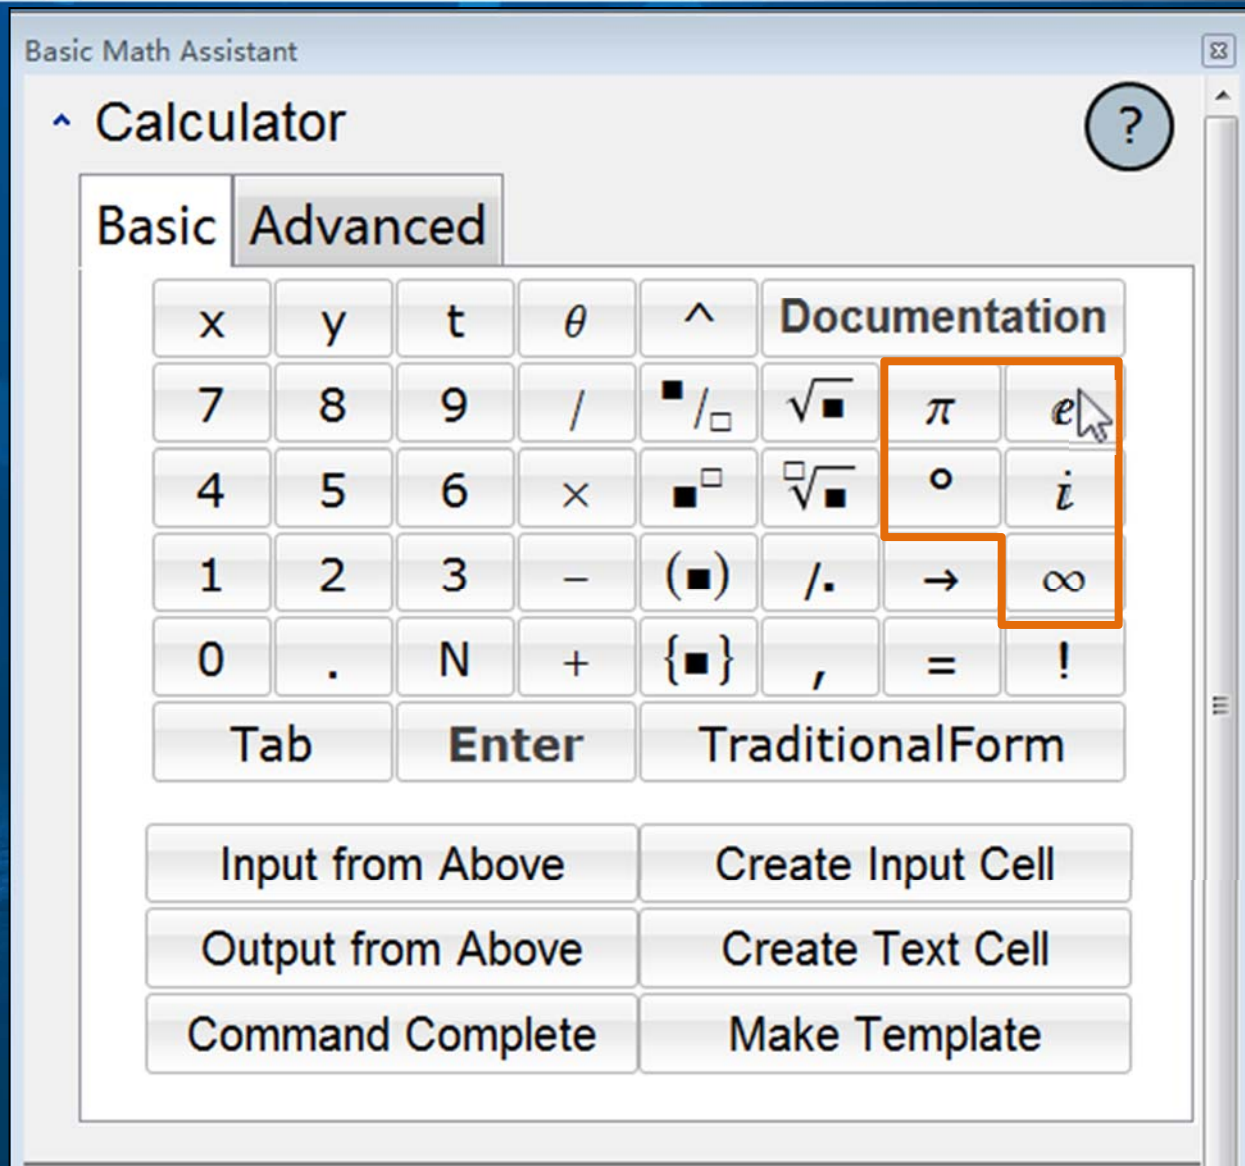 Basic Math Assistant
Calculator ?
Basic Advanced
x y t θ ^ Documentation
7 8 9 / ■/□ √■ π ⅇ
4 5 6 × ■^□ □√■ ° ⅈ
1 2 3 − (■) /. → ∞
0 . N + {■} , = !
Tab Enter TraditionalForm
Input from Above Create Input Cell
Output from Above Create Text Cell
Command Complete Make Template